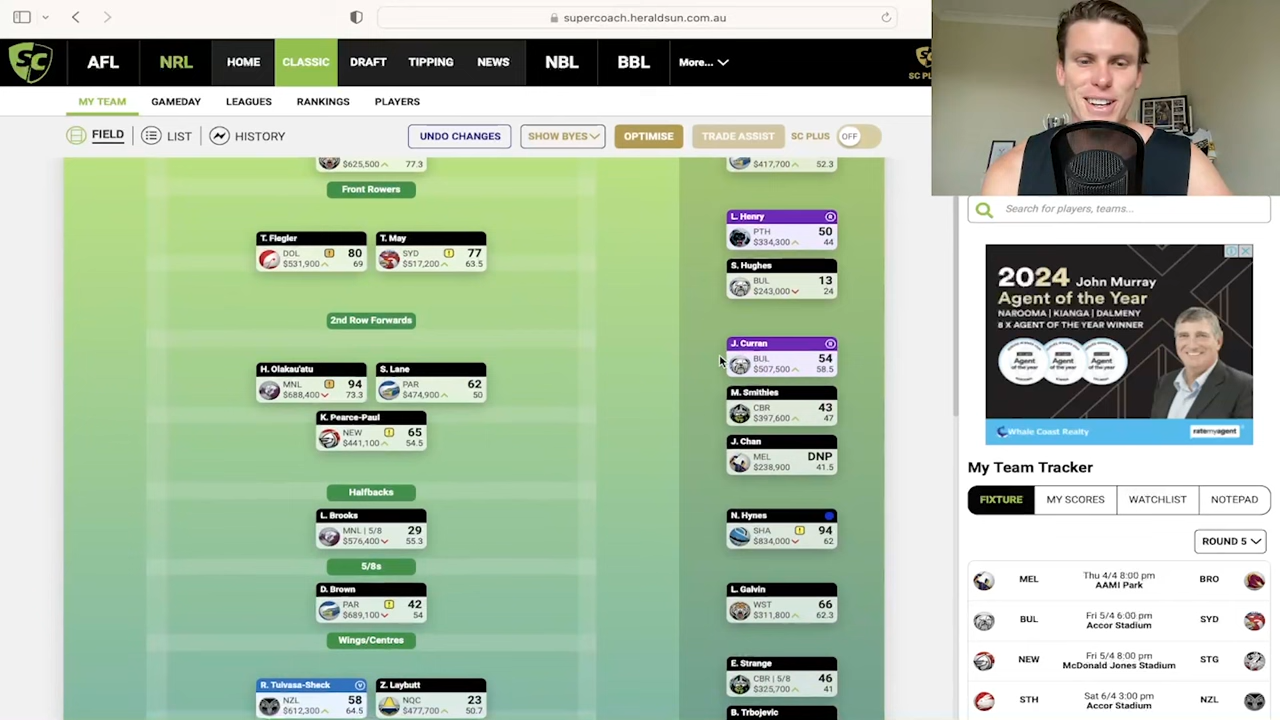 supercoach.heraldsun.com.au
SC
AFL
NRL
HOME
CLASSIC
DRAFT
TIPPING
NEWS
NBL
BBL
More...
SC PL
MY TEAM
GAMEDAY
LEAGUES
RANKINGS
PLAYERS
FIELD
LIST
HISTORY
UNDO CHANGES
SHOW BYES
OPTIMISE
TRADE ASSIST
SC PLUS
OFF
$625,500 77.3
$417,700 52.3
Front Rowers
T. Flegler
DOL 80
$531,900 69
T. May
SYD 77
$517,200 63.5
L. Henry
PTH 50
$334,300 44
S. Hughes
BUL 13
$243,000 24
2nd Row Forwards
H. Olakau'atu
MNL 94
$688,400 73.3
S. Lane
PAR 62
$474,900 50
K. Pearce-Paul
NEW 65
$441,100 54.5
J. Curran
BUL 54
$507,500 58.5
M. Smithies
CBR 43
$397,600 47
J. Chan
MEL DNP
$238,900 41.5
Halfbacks
L. Brooks
MNL | 5/8 29
$576,400 55.3
N. Hynes
SHA 94
$834,000 62
5/8s
D. Brown
PAR 42
$689,100 54
L. Galvin
WST 66
$311,800 62.3
Wings/Centres
R. Tuivasa-Sheck V
NZL 58
$612,300 64.5
Z. Laybutt
NQC 23
$477,700 50.7
E. Strange
CBR | 5/8 46
$325,700 41
B. Trbojevic
Search for players, teams...
2024 John Murray
Agent of the Year
NAROOMA | KIANGA | DALMENY
8 X AGENT OF THE YEAR WINNER
Whale Coast Realty
ratemyagent
My Team Tracker
FIXTURE
MY SCORES
WATCHLIST
NOTEPAD
ROUND 5
MEL Thu 4/4 8:00 pm BRO
AAMI Park
BUL Fri 5/4 6:00 pm SYD
Accor Stadium
NEW Fri 5/4 8:00 pm STG
McDonald Jones Stadium
STH Sat 6/4 3:00 pm NZL
Accor Stadium